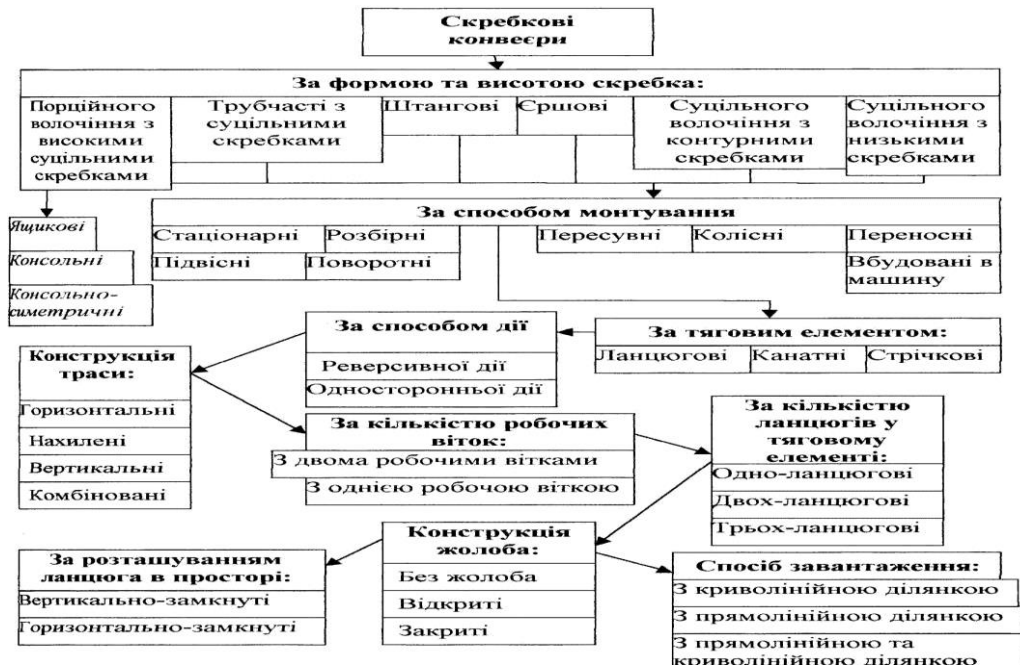 Скребкові
конвеєри
За формою та висотою скребка:
Порційного
волочіння з
високими
суцільними
скребками
Трубчасті з
суцільними
скребками
Штангові
Єршові
Суцільного
волочіння з
контурними
скребками
Суцільного
волочіння з
низькими
скребками
Ящикові
Консольні
Консольно-
симетричні
За способом монтування
Стаціонарні
Розбірні
Пересувні
Колісні
Переносні
Підвісні
Поворотні
Вбудовані в
машину
За способом дії
Реверсивної дії
Односторонньої дії
За тяговим елементом:
Ланцюгові
Канатні
Стрічкові
Конструкція
траси:
Горизонтальні
Нахилені
Вертикальні
Комбіновані
За кількістю робочих
віток:
З двома робочими вітками
З однією робочою віткою
За кількістю
ланцюгів у
тяговому
елементі:
Одно-ланцюгові
Двох-ланцюгові
Трьох-ланцюгові
Конструкція
жолоба:
Без жолоба
Відкриті
Закриті
За розташуванням
ланцюга в просторі:
Вертикально-замкнуті
Горизонтально-замкнуті
Спосіб завантаження:
З криволінійною ділянкою
З прямолінійною ділянкою
З прямолінійною та
криволінійною ділянкою